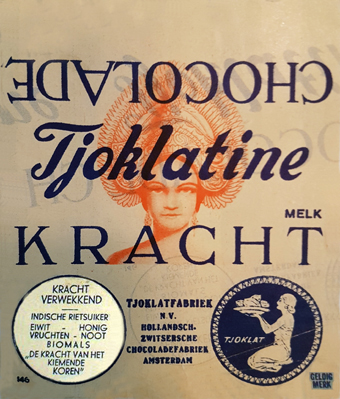 CHOCOLADE
Tjoklatine
MELK
KRACHT
KRACHT
VERWEKKEND
INDISCHE RIETSUIKER
EIWIT - HONIG
VRUCHTEN - NOOT
BIOMALS
„DE KRACHT VAN HET
KIEMENDE
KOREN"
146
TJOKLATFABRIEK
N.V.
HOLLANDSCH-
ZWITSERSCHE
CHOCOLADEFABRIEK
AMSTERDAM
TJOKLAT
GELDIG
MERK